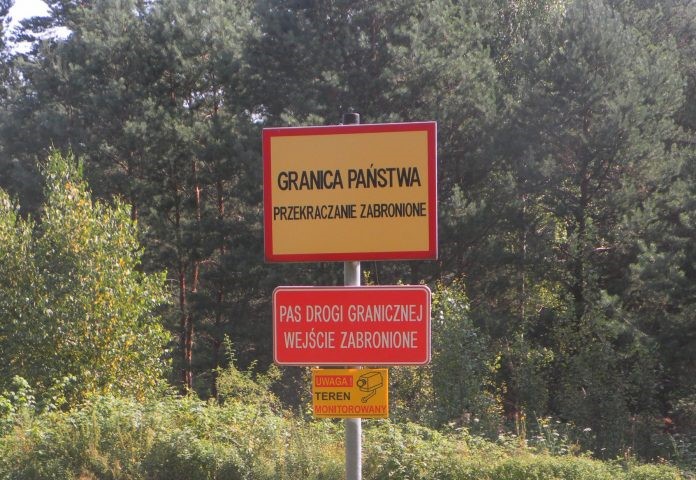 GRANICA PAŃSTWA
PRZEKRACZANIE ZABRONIONE
PAS DROGI GRANICZNEJ
WEJŚCIE ZABRONIONE
UWAGA!
TEREN
MONITOROWANY